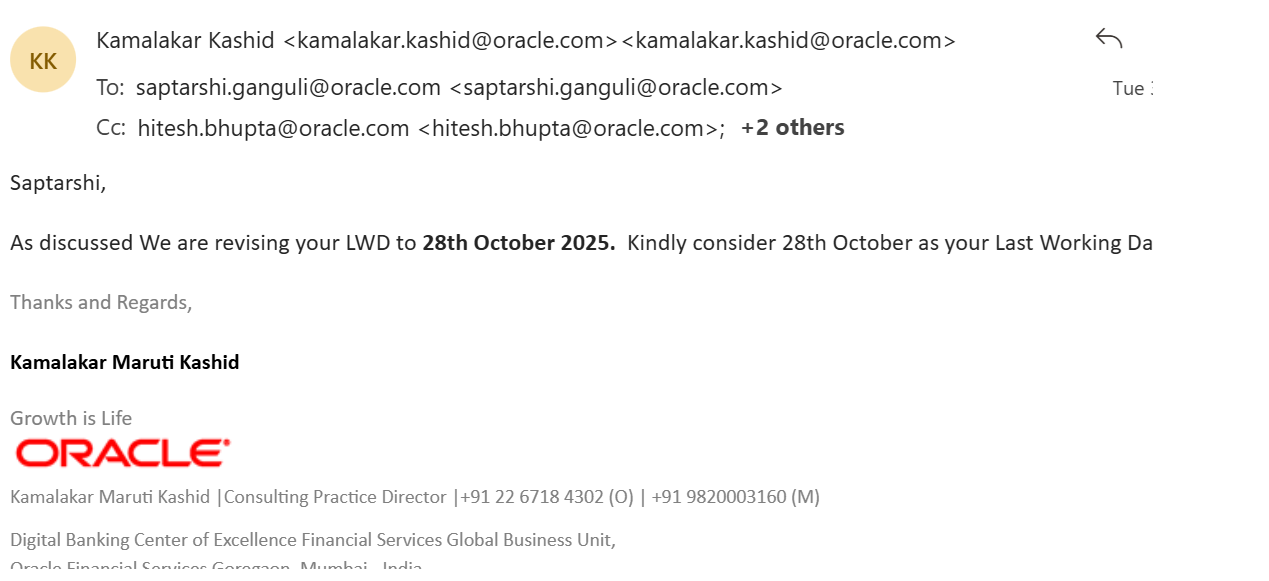 KK
Kamalakar Kashid <kamalakar.kashid@oracle.com><kamalakar.kashid@oracle.com>
To: saptarshi.ganguli@oracle.com <saptarshi.ganguli@oracle.com>
Tue
Cc: hitesh.bhupta@oracle.com <hitesh.bhupta@oracle.com>; +2 others
Saptarshi,
As discussed We are revising your LWD to 28th October 2025. Kindly consider 28th October as your Last Working Da
Thanks and Regards,
Kamalakar Maruti Kashid
Growth is Life
ORACLE
Kamalakar Maruti Kashid |Consulting Practice Director |+91 22 6718 4302 (O) | +91 9820003160 (M)
Digital Banking Center of Excellence Financial Services Global Business Unit,
Oracle Financial Services Goregaon, Mumbai, India